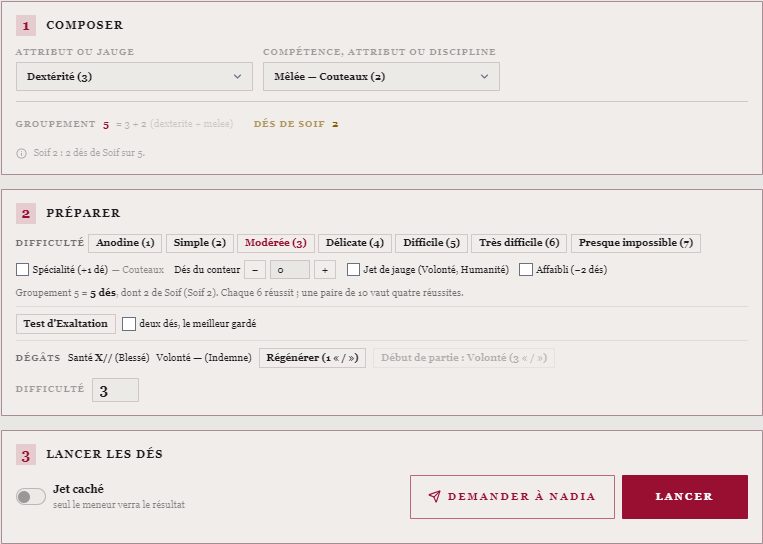 1 COMPOSER
ATTRIBUT OU JAUGE COMPÉTENCE, ATTRIBUT OU DISCIPLINE
Dextérité (3) Mêlée — Couteaux (2)
GROUPEMENT 5 = 3 + 2 (dexterite + melee) DÉS DE SOIF 2
Soif 2 : 2 dés de Soif sur 5.
2 PRÉPARER
DIFFICULTÉ Anodine (1) Simple (2) Modérée (3) Délicate (4) Difficile (5) Très difficile (6) Presque impossible (7)
Spécialité (+1 dé) — Couteaux Dés du conteur − 0 + Jet de jauge (Volonté, Humanité) Affaibli (−2 dés)
Groupement 5 = 5 dés, dont 2 de Soif (Soif 2). Chaque 6 réussit ; une paire de 10 vaut quatre réussites.
Test d'Exaltation deux dés, le meilleur gardé
DÉGÂTS Santé X// (Blessé) Volonté — (Indemne) Régénérer (1 « / ») Début de partie : Volonté (3 « / »)
DIFFICULTÉ 3
3 LANCER LES DÉS
Jet caché
seul le meneur verra le résultat
DEMANDER À NADIA LANCER